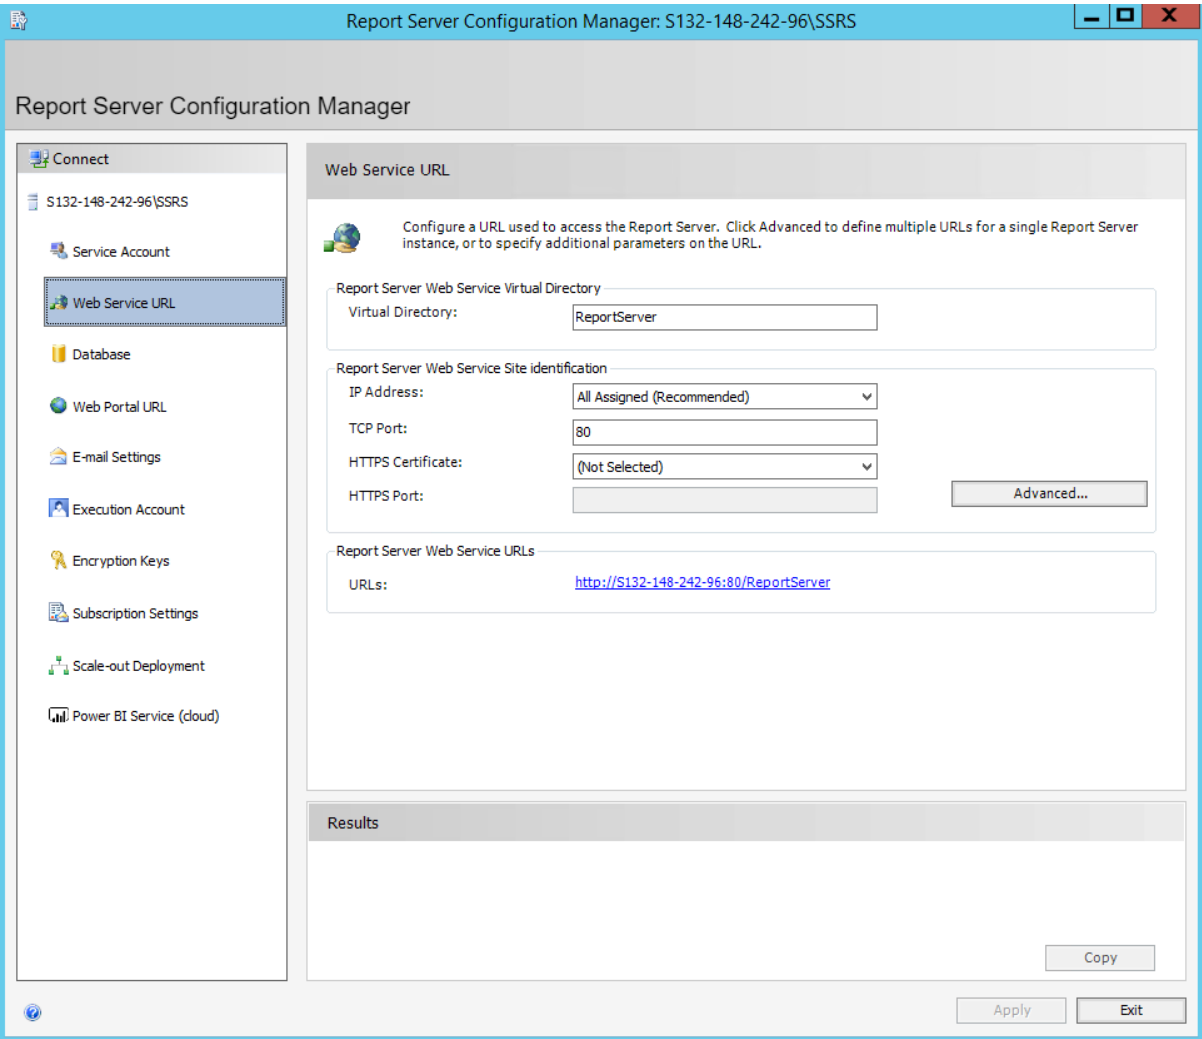 Report Server Configuration Manager: S132-148-242-96\SSRS
Report Server Configuration Manager
Connect
S132-148-242-96\SSRS
Service Account
Web Service URL
Database
Web Portal URL
E-mail Settings
Execution Account
Encryption Keys
Subscription Settings
Scale-out Deployment
Power BI Service (cloud)
Web Service URL
Configure a URL used to access the Report Server. Click Advanced to define multiple URLs for a single Report Server
instance, or to specify additional parameters on the URL.
Report Server Web Service Virtual Directory
Virtual Directory: ReportServer
Report Server Web Service Site identification
IP Address: All Assigned (Recommended)
TCP Port: 80
HTTPS Certificate: (Not Selected)
HTTPS Port:
Advanced...
Report Server Web Service URLs
URLs: http://S132-148-242-96:80/ReportServer
Results
Copy
Apply Exit